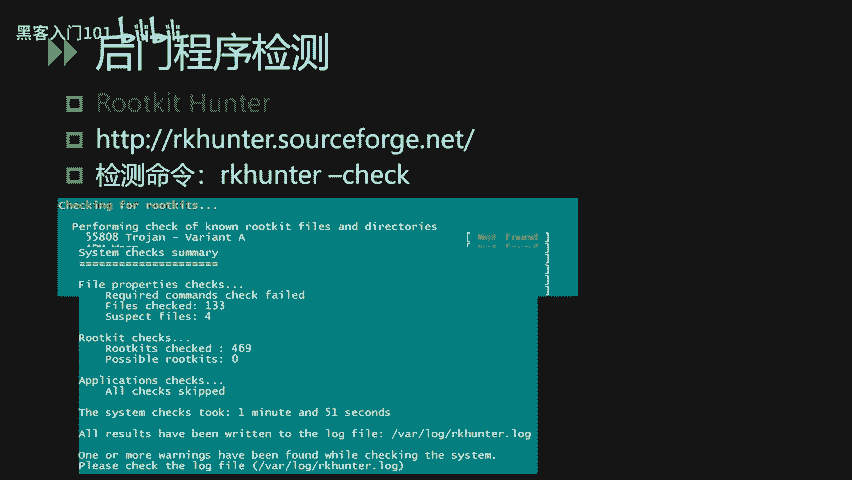 黑客入门101 bilibili
后门程序检测
Rootkit Hunter
http://rkhunter.sourceforge.net/
检测命令：rkhunter –check
Checking for rootkits...
Performing check of known rootkit files and directories
55808 Trojan - Variant A [ Not found ]
System checks summary
=====================
File properties checks...
Required commands check failed
Files checked: 133
Suspect files: 4
Rootkit checks...
Rootkits checked : 469
Possible rootkits: 0
Applications checks...
All checks skipped
The system checks took: 1 minute and 51 seconds
All results have been written to the log file: /var/log/rkhunter.log
One or more warnings have been found while checking the system.
Please check the log file (/var/log/rkhunter.log)